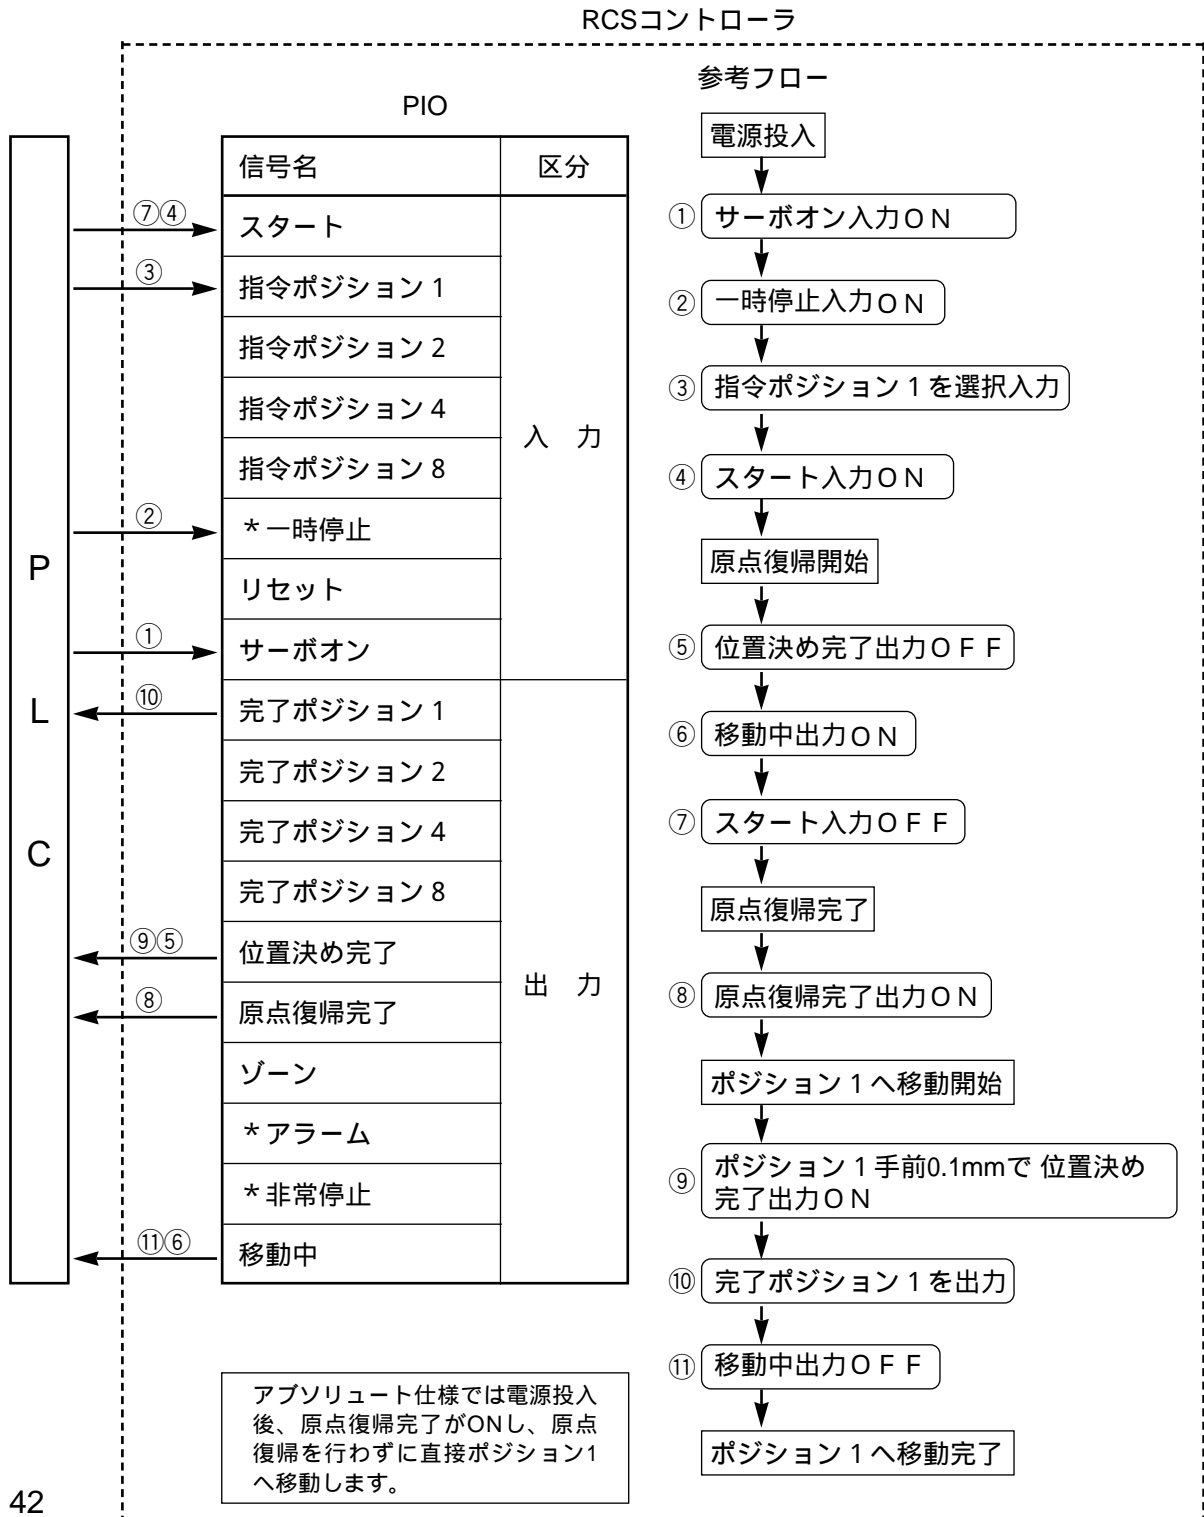 RCSコントローラ
参考フロー
PIO
P
L
C
信号名 区分
スタート
指令ポジション1
指令ポジション2
指令ポジション4
指令ポジション8
*一時停止
リセット
サーボオン
入 力
完了ポジション1
完了ポジション2
完了ポジション4
完了ポジション8
位置決め完了
原点復帰完了
ゾーン
*アラーム
*非常停止
移動中
出 力
⑦④
③
②
①
⑩
⑨⑤
⑧
⑪⑥
電源投入
① サーボオン入力ON
② 一時停止入力ON
③ 指令ポジション1を選択入力
④ スタート入力ON
原点復帰開始
⑤ 位置決め完了出力OFF
⑥ 移動中出力ON
⑦ スタート入力OFF
原点復帰完了
⑧ 原点復帰完了出力ON
ポジション1へ移動開始
⑨ ポジション1手前0.1mmで 位置決め
完了出力ON
⑩ 完了ポジション1を出力
⑪ 移動中出力OFF
ポジション1へ移動完了
アブソリュート仕様では電源投入
後、原点復帰完了がONし、原点
復帰を行わずに直接ポジション1
へ移動します。
42